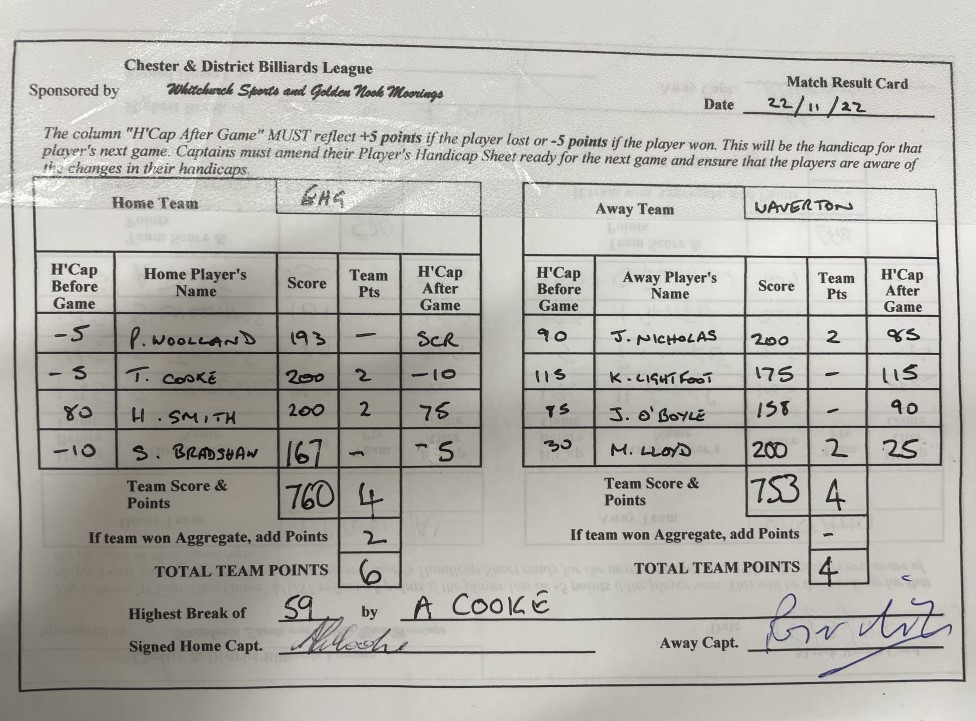 Chester & District Billiards League
Match Result Card
Sponsored by Whitchurch Sports and Golden Nook Moorings
Date 22/11/22
The column "H'Cap After Game" MUST reflect +5 points if the player lost or -5 points if the player won. This will be the handicap for that
player's next game. Captains must amend their Player's Handicap Sheet ready for the next game and ensure that the players are aware of
the changes in their handicaps.
Home Team GHG Away Team WAVERTON
H'Cap Before Game Home Player's Name Score Team Pts H'Cap After Game H'Cap Before Game Away Player's Name Score Team Pts H'Cap After Game
-5 P. WOOLLAND 193 - SCR 90 J. NICHOLAS 200 2 85
-5 T. COOKE 200 2 -10 115 K. LIGHTFOOT 175 - 115
80 H. SMITH 200 2 75 J. O'BOYLE 158 - 90
-10 S. BRADSHAW 167 - -5 30 M. LLOYD 200 2 25
Team Score & Points 760 4 Team Score & Points 753 4
If team won Aggregate, add Points 2 If team won Aggregate, add Points -
TOTAL TEAM POINTS 6 TOTAL TEAM POINTS 4
Highest Break of 59 by A COOKE
Signed Home Capt. Away Capt.